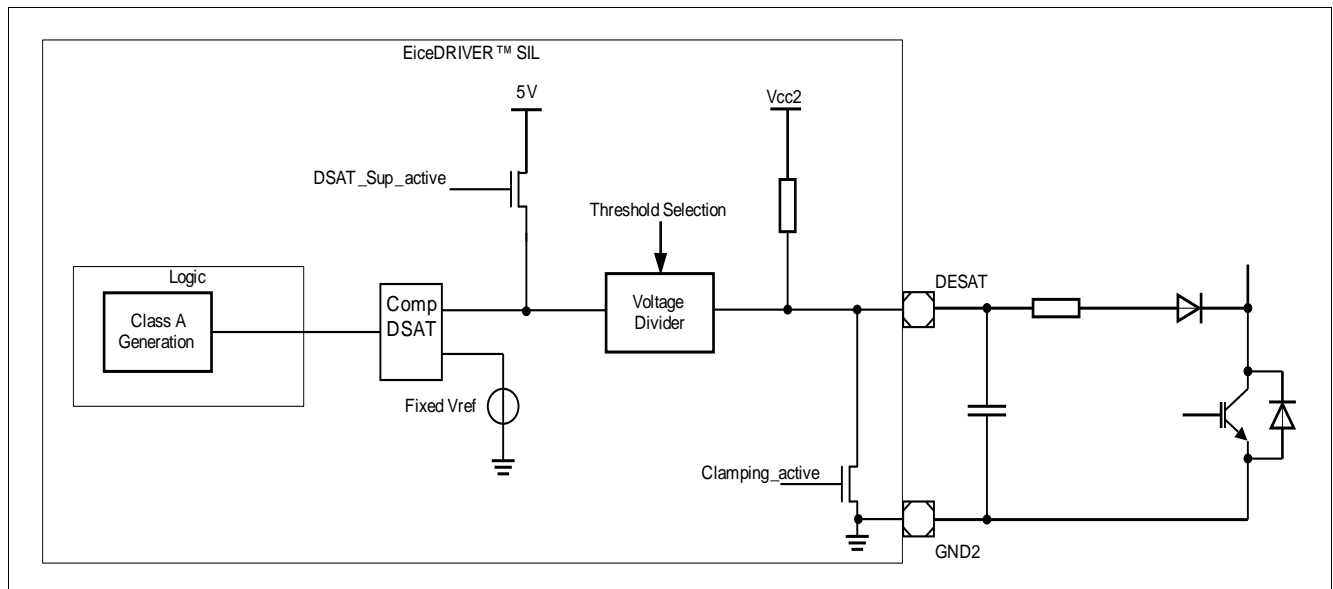 EiceDRIVER™ SIL
5V
Vcc2
DSAT_Sup_active
Threshold Selection
Logic
Class A
Generation
Comp
DSAT
Voltage
Divider
DESAT
Fixed Vref
Clamping_active
GND2